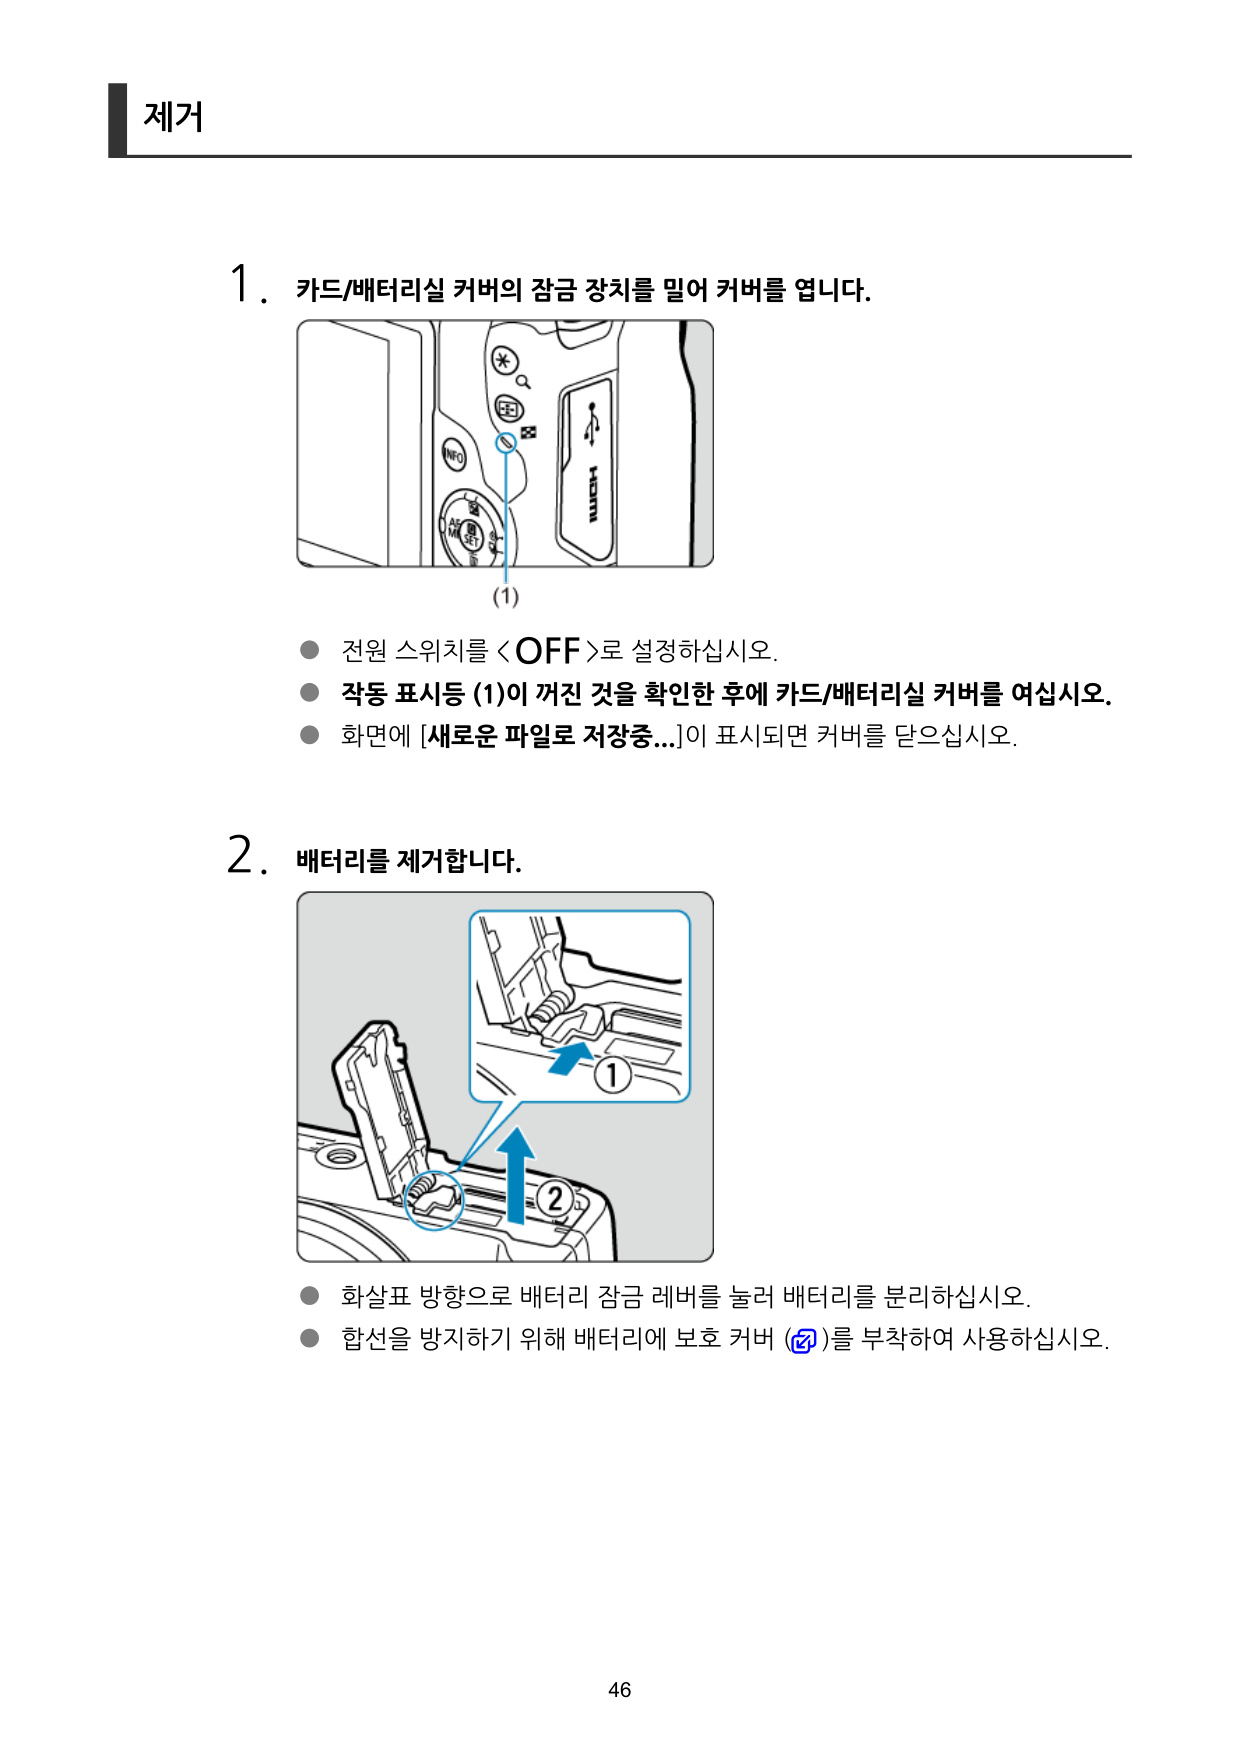 제거
1. 카드/배터리실 커버의 잠금 장치를 밀어 커버를 엽니다.
INFO
AF
MF
SET
HDMI
(1)
● 전원 스위치를 <OFF>로 설정하십시오.
● 작동 표시등 (1)이 꺼진 것을 확인한 후에 카드/배터리실 커버를 여십시오.
● 화면에 [새로운 파일로 저장중...]이 표시되면 커버를 닫으십시오.
2. 배터리를 제거합니다.
①
②
● 화살표 방향으로 배터리 잠금 레버를 눌러 배터리를 분리하십시오.
● 합선을 방지하기 위해 배터리에 보호 커버 ()를 부착하여 사용하십시오.
46